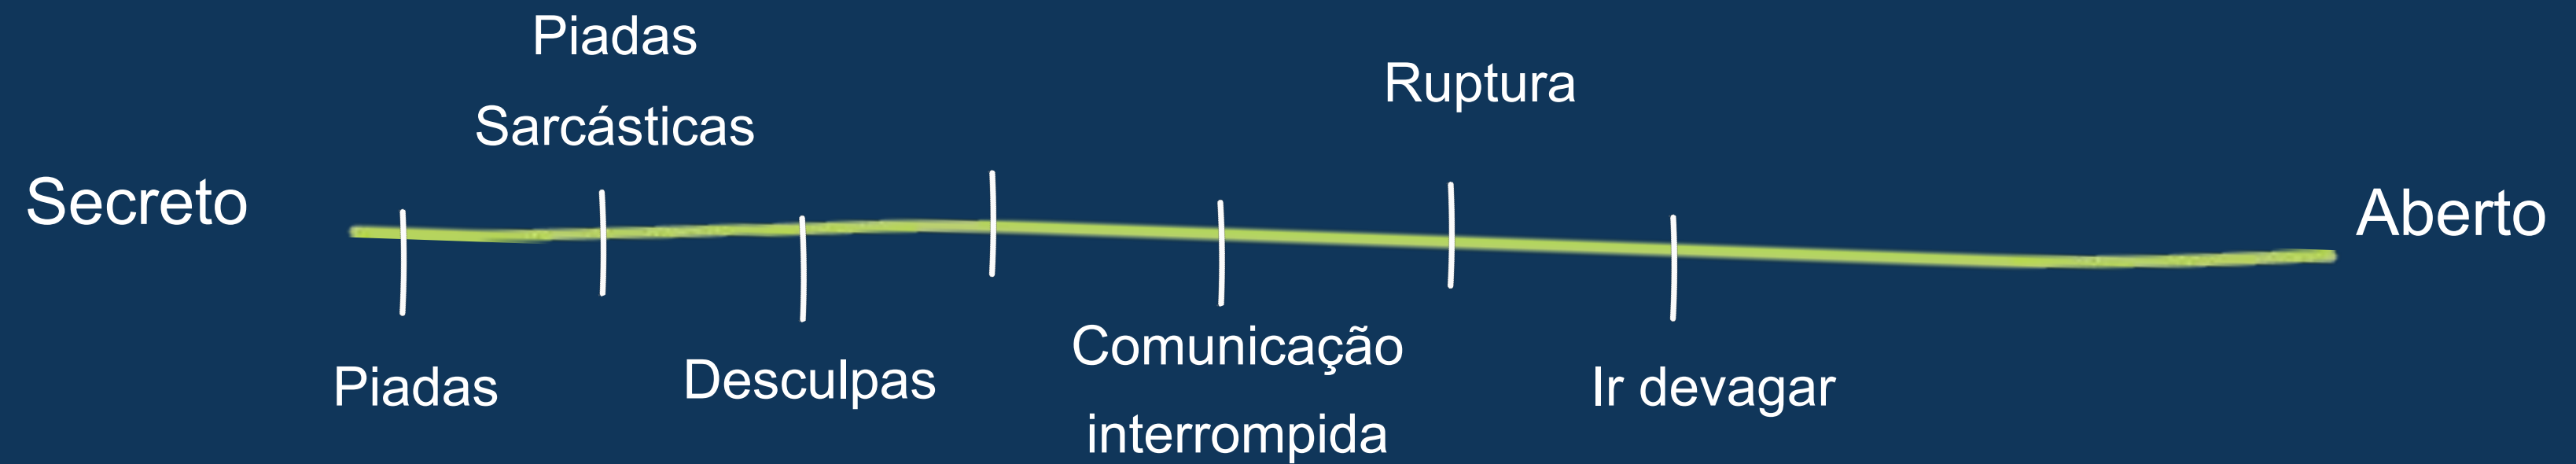 Piadas
Sarcásticas
Ruptura
Secreto
Aberto
Piadas
Desculpas
Comunicação
interrompida
Ir devagar